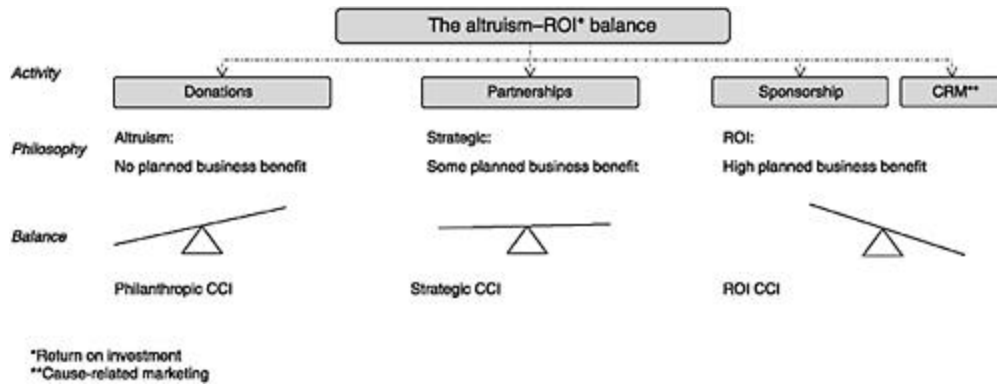 The altruism–ROI* balance
Activity
Donations
Partnerships
Sponsorship
CRM**
Philosophy
Altruism:
No planned business benefit
Strategic:
Some planned business benefit
ROI:
High planned business benefit
Balance
Philanthropic CCI
Strategic CCI
ROI CCI
*Return on investment
**Cause-related marketing